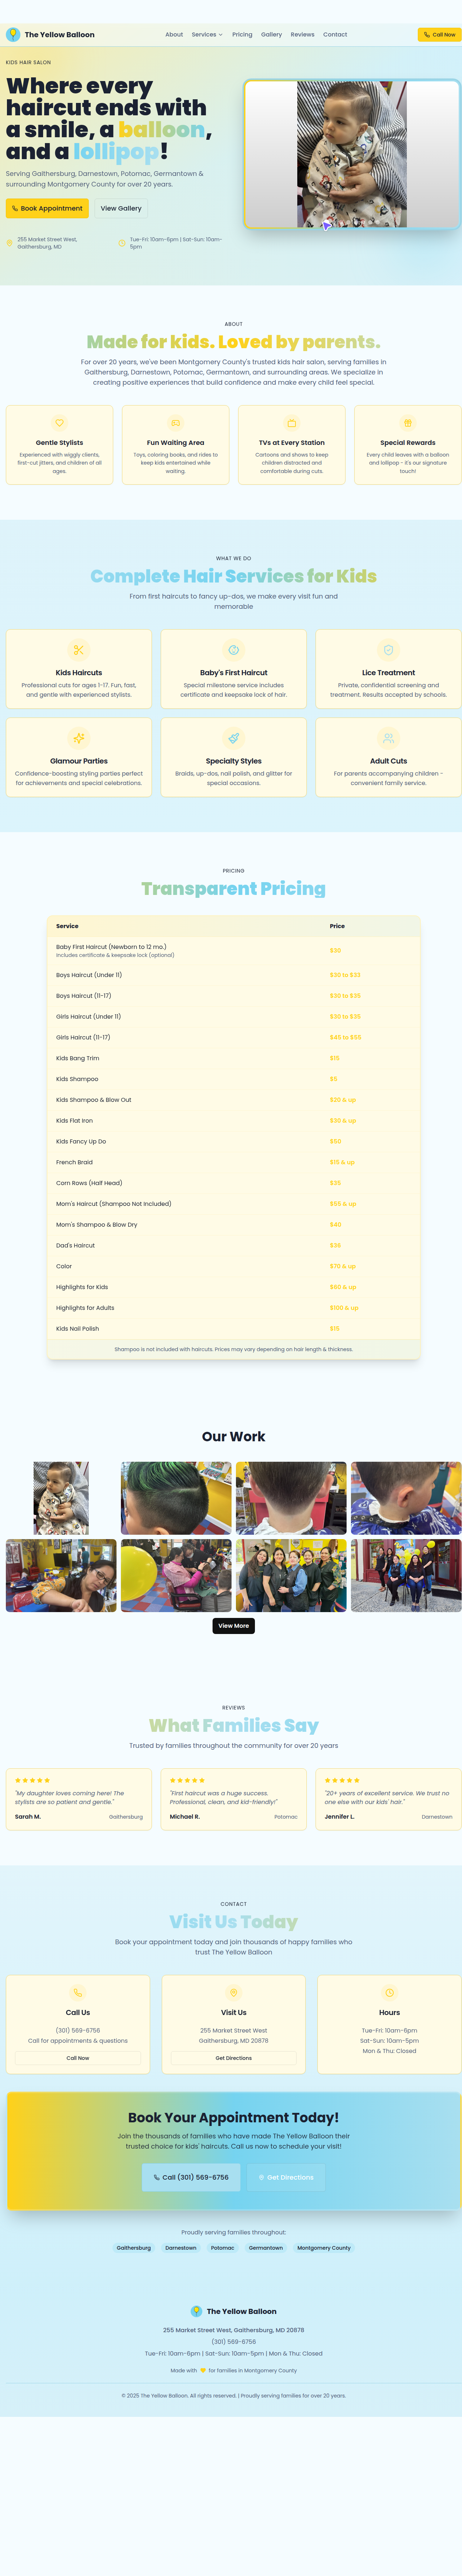 The Yellow Balloon
About Services Pricing Gallery Reviews Contact
Call Now
KIDS HAIR SALON
Where every
haircut ends with
a smile, a balloon,
and a lollipop!
Serving Gaithersburg, Darnestown, Potomac, Germantown &
surrounding Montgomery County for over 20 years.
Book Appointment
View Gallery
255 Market Street West,
Gaithersburg, MD
Tue-Fri: 10am-6pm | Sat-Sun: 10am-
5pm
ABOUT
Made for kids. Loved by parents.
For over 20 years, we've been Montgomery County's trusted kids hair salon, serving families in
Gaithersburg, Darnestown, Potomac, Germantown, and surrounding areas. We specialize in
creating positive experiences that build confidence and make every child feel special.
Gentle Stylists
Experienced with wiggly clients,
first-cut jitters, and children of all
ages.
Fun Waiting Area
Toys, coloring books, and rides to
keep kids entertained while
waiting.
TVs at Every Station
Cartoons and shows to keep
children distracted and
comfortable during cuts.
Special Rewards
Every child leaves with a balloon
and lollipop - it's our signature
touch!
WHAT WE DO
Complete Hair Services for Kids
From first haircuts to fancy up-dos, we make every visit fun and
memorable
Kids Haircuts
Professional cuts for ages 1-17. Fun, fast,
and gentle with experienced stylists.
Baby's First Haircut
Special milestone service includes
certificate and keepsake lock of hair.
Lice Treatment
Private, confidential screening and
treatment. Results accepted by schools.
Glamour Parties
Confidence-boosting styling parties perfect
for achievements and special celebrations.
Specialty Styles
Braids, up-dos, nail polish, and glitter for
special occasions.
Adult Cuts
For parents accompanying children -
convenient family service.
PRICING
Transparent Pricing
Service Price
Baby First Haircut (Newborn to 12 mo.)
Includes certificate & keepsake lock (optional)
$30
Boys Haircut (Under 11) $30 to $33
Boys Haircut (11-17) $30 to $35
Girls Haircut (Under 11) $30 to $35
Girls Haircut (11-17) $40 to $55
Kids Bang Trim $15
Kids Shampoo $5
Kids Shampoo & Blow Out $25 & up
Kids Flat Iron $30 & up
Kids Fancy Up Do $50
French Braid $15 & up
Corn Rows (Half Head) $35
Mom's Haircut (Shampoo Not Included) $55 & up
Mom's Shampoo & Blow Dry $40
Dad's Haircut
Color $70 & up
Highlights for Kids $60 & up
Highlights for Adults $100 & up
Kids Nail Polish $15
Shampoo is not included with haircuts. Prices may vary depending on hair length & thickness.
Our Work
View More
REVIEWS
What Families Say
Trusted by families throughout the community for over 20 years
"My daughter loves coming here! The
stylists are so patient and gentle."
Sarah M. Gaithersburg
"First haircut was a huge success.
Professional, clean, and kid-friendly!"
Michael R. Potomac
"20+ years of excellent service. We trust no
one else with our kids' hair."
Jennifer L. Darnestown
CONTACT
Visit Us Today
Book your appointment today and join thousands of happy families who
trust The Yellow Balloon
Call Us
(301) 569-6756
Call for appointments & questions
Call Now
Visit Us
255 Market Street West
Gaithersburg, MD 20878
Get Directions
Hours
Tue-Fri: 10am-6pm
Sat-Sun: 10am-5pm
Mon & Thu: Closed
Book Your Appointment Today!
Join the thousands of families who have made The Yellow Balloon their
trusted choice for kids' haircuts. Call us now to schedule your visit!
Call (301) 569-6756
Get Directions
Proudly serving families throughout:
Gaithersburg Darnestown Potomac Germantown Montgomery County
The Yellow Balloon
255 Market Street West, Gaithersburg, MD 20878
(301) 569-6756
Tue-Fri: 10am-6pm | Sat-Sun: 10am-5pm | Mon & Thu: Closed
Made with 💛 for families in Montgomery County
© 2025 The Yellow Balloon. All rights reserved. | Proudly serving families for over 20 years.